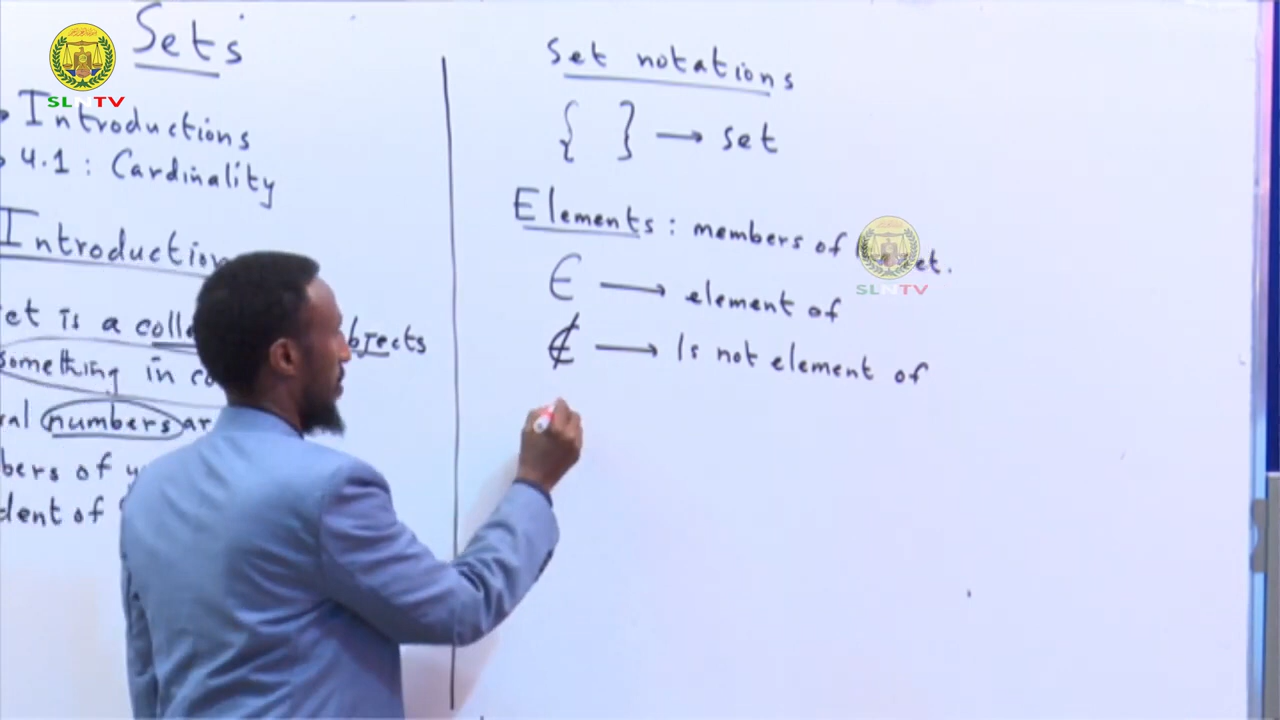 SLNTV
Sets
Introductions
4.1 : Cardinality
Introduction
et is a colle bjects
something in co
ral numbers ar
bers of y
dent of
Set notations
{ } → set
Elements : members of et.
SLNTV
∈ → element of
∉ → Is not element of